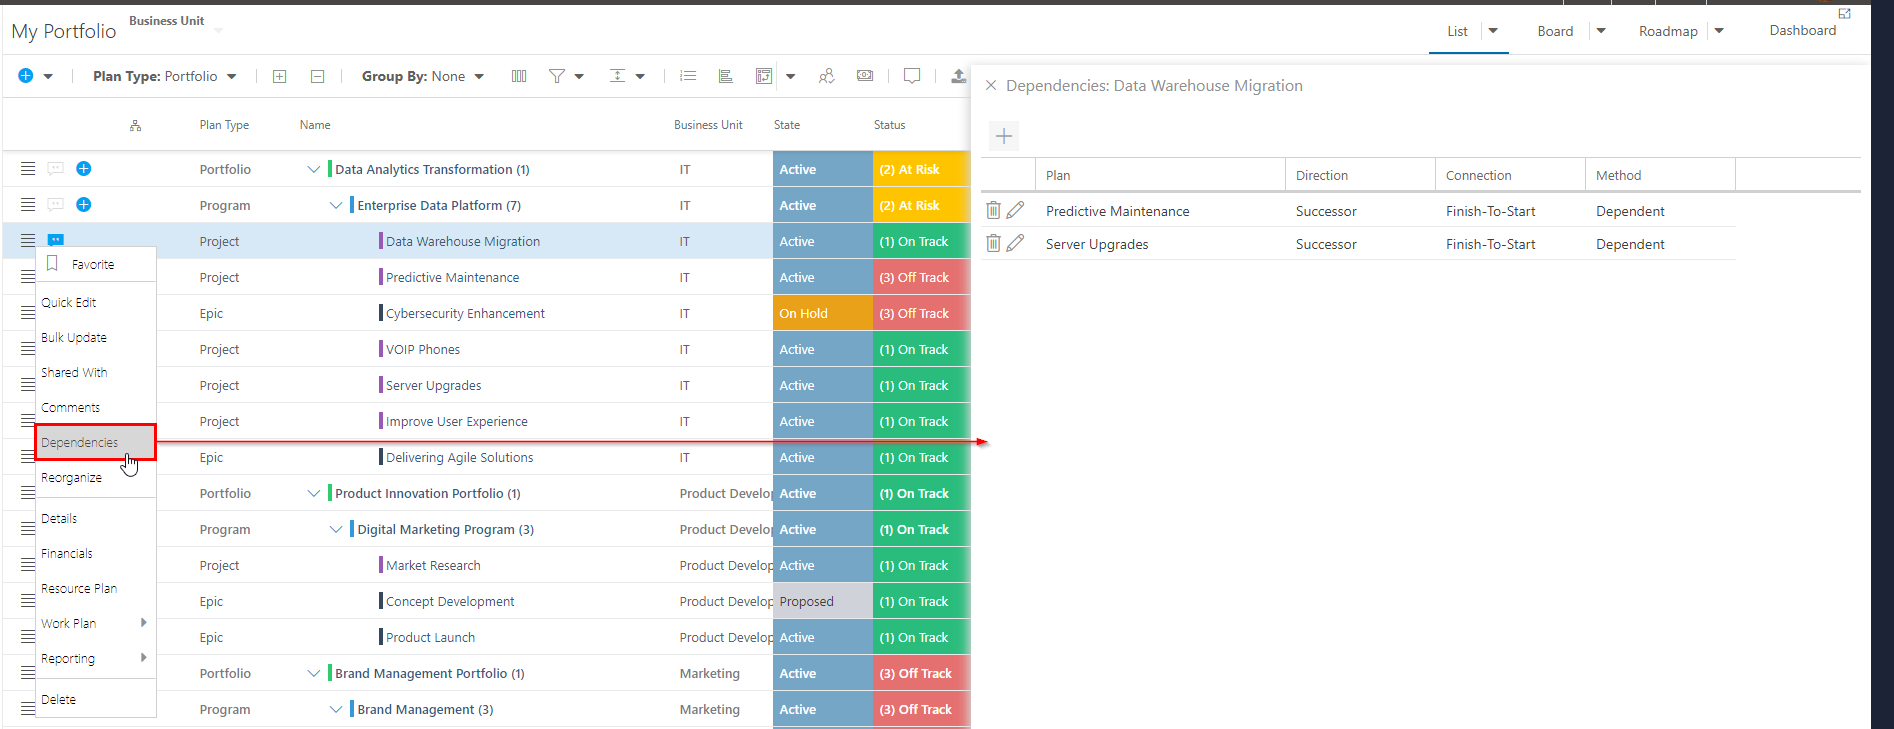 My Portfolio
Business Unit
List
Board
Roadmap
Dashboard
Plan Type: Portfolio
Group By: None
Plan Type Name Business Unit State Status
Portfolio Data Analytics Transformation (1) IT Active (2) At Risk
Program Enterprise Data Platform (7) IT Active (2) At Risk
Project Data Warehouse Migration IT Active (1) On Track
Project Predictive Maintenance IT Active (3) Off Track
Epic Cybersecurity Enhancement IT On Hold (3) Off Track
Project VOIP Phones IT Active (1) On Track
Project Server Upgrades IT Active (1) On Track
Project Improve User Experience IT Active (1) On Track
Epic Delivering Agile Solutions IT Active (1) On Track
Portfolio Product Innovation Portfolio (1) Product Develop Active (1) On Track
Program Digital Marketing Program (3) Product Develop Active (1) On Track
Project Market Research Product Develop Active (1) On Track
Epic Concept Development Product Develop Proposed (1) On Track
Epic Product Launch Product Develop Active (1) On Track
Portfolio Brand Management Portfolio (1) Marketing Active (3) Off Track
Program Brand Management (3) Marketing Active (3) Off Track
Favorite
Quick Edit
Bulk Update
Shared With
Comments
Dependencies
Reorganize
Details
Financials
Resource Plan
Work Plan
Reporting
Delete
Dependencies: Data Warehouse Migration
Plan Direction Connection Method
Predictive Maintenance Successor Finish-To-Start Dependent
Server Upgrades Successor Finish-To-Start Dependent